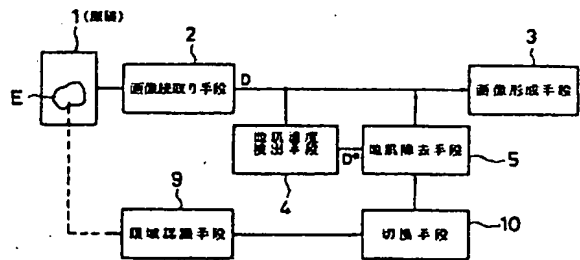 1(原稿)
2
3
E
画像読取り手段
D
画像形成手段
地肌濃度
検出手段
D*
地肌除去手段
4
5
9
10
領域認識手段
切換手段